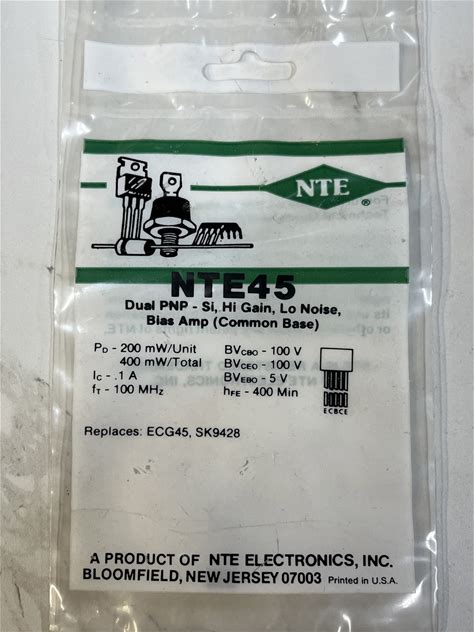 NTE
®
NTE45
Dual PNP - Si, Hi Gain, Lo Noise,
Bias Amp (Common Base)
PD - 200 mW/Unit
400 mW/Total
IC - .1 A
fT - 100 MHz
BVCBO - 100 V
BVCEO - 100 V
BVEBO - 5 V
hFE - 400 Min
ECBCE
Replaces: ECG45, SK9428
A PRODUCT OF NTE ELECTRONICS, INC.
BLOOMFIELD, NEW JERSEY 07003 Printed in U.S.A.